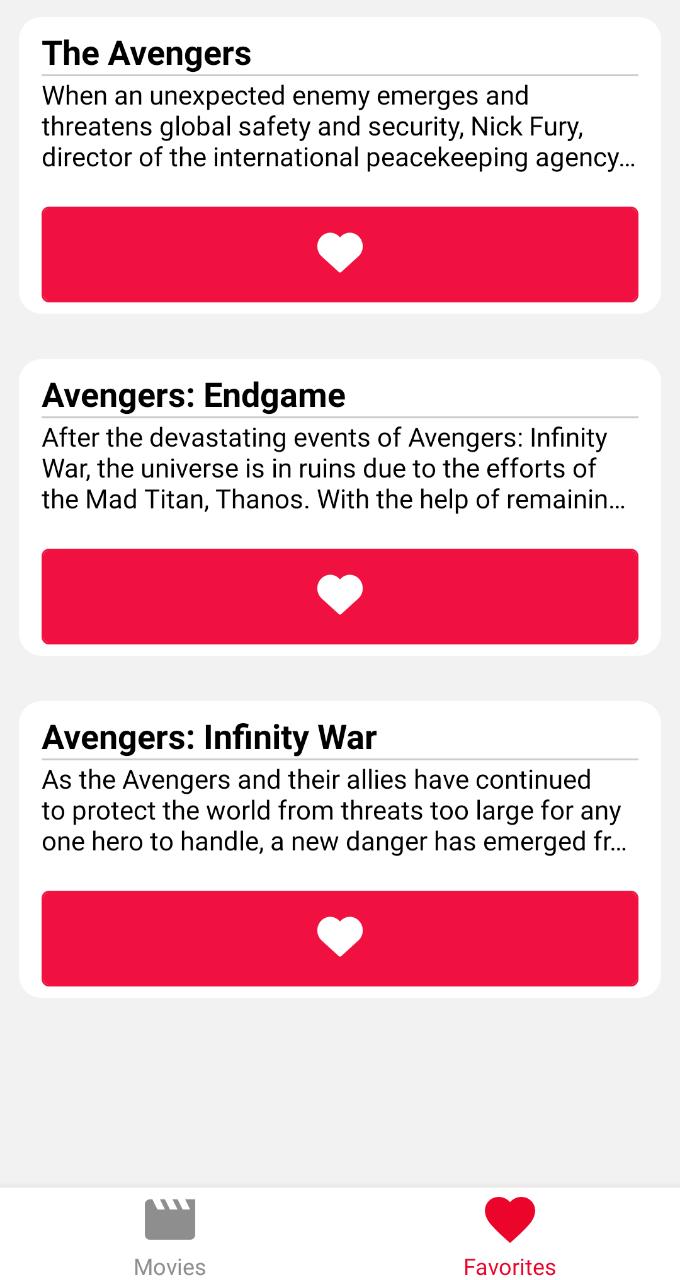 The Avengers
When an unexpected enemy emerges and
threatens global safety and security, Nick Fury,
director of the international peacekeeping agency…
Avengers: Endgame
After the devastating events of Avengers: Infinity
War, the universe is in ruins due to the efforts of
the Mad Titan, Thanos. With the help of remainin…
Avengers: Infinity War
As the Avengers and their allies have continued
to protect the world from threats too large for any
one hero to handle, a new danger has emerged fr…
Movies
Favorites